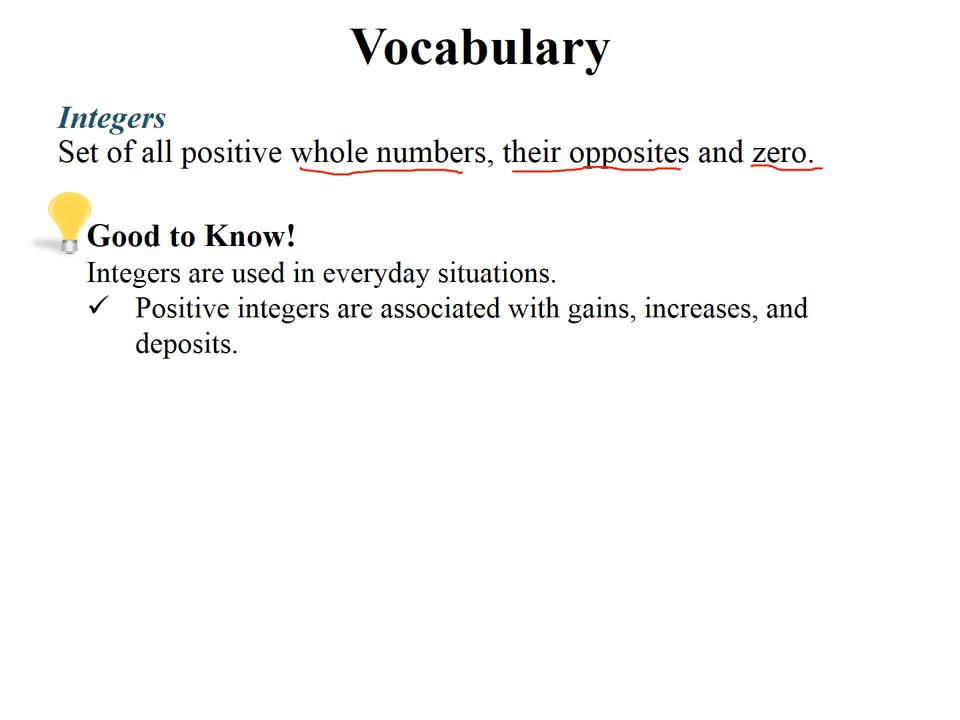 Vocabulary
Integers
Set of all positive whole numbers, their opposites and zero.
Good to Know!
Integers are used in everyday situations.
✓ Positive integers are associated with gains, increases, and
deposits.